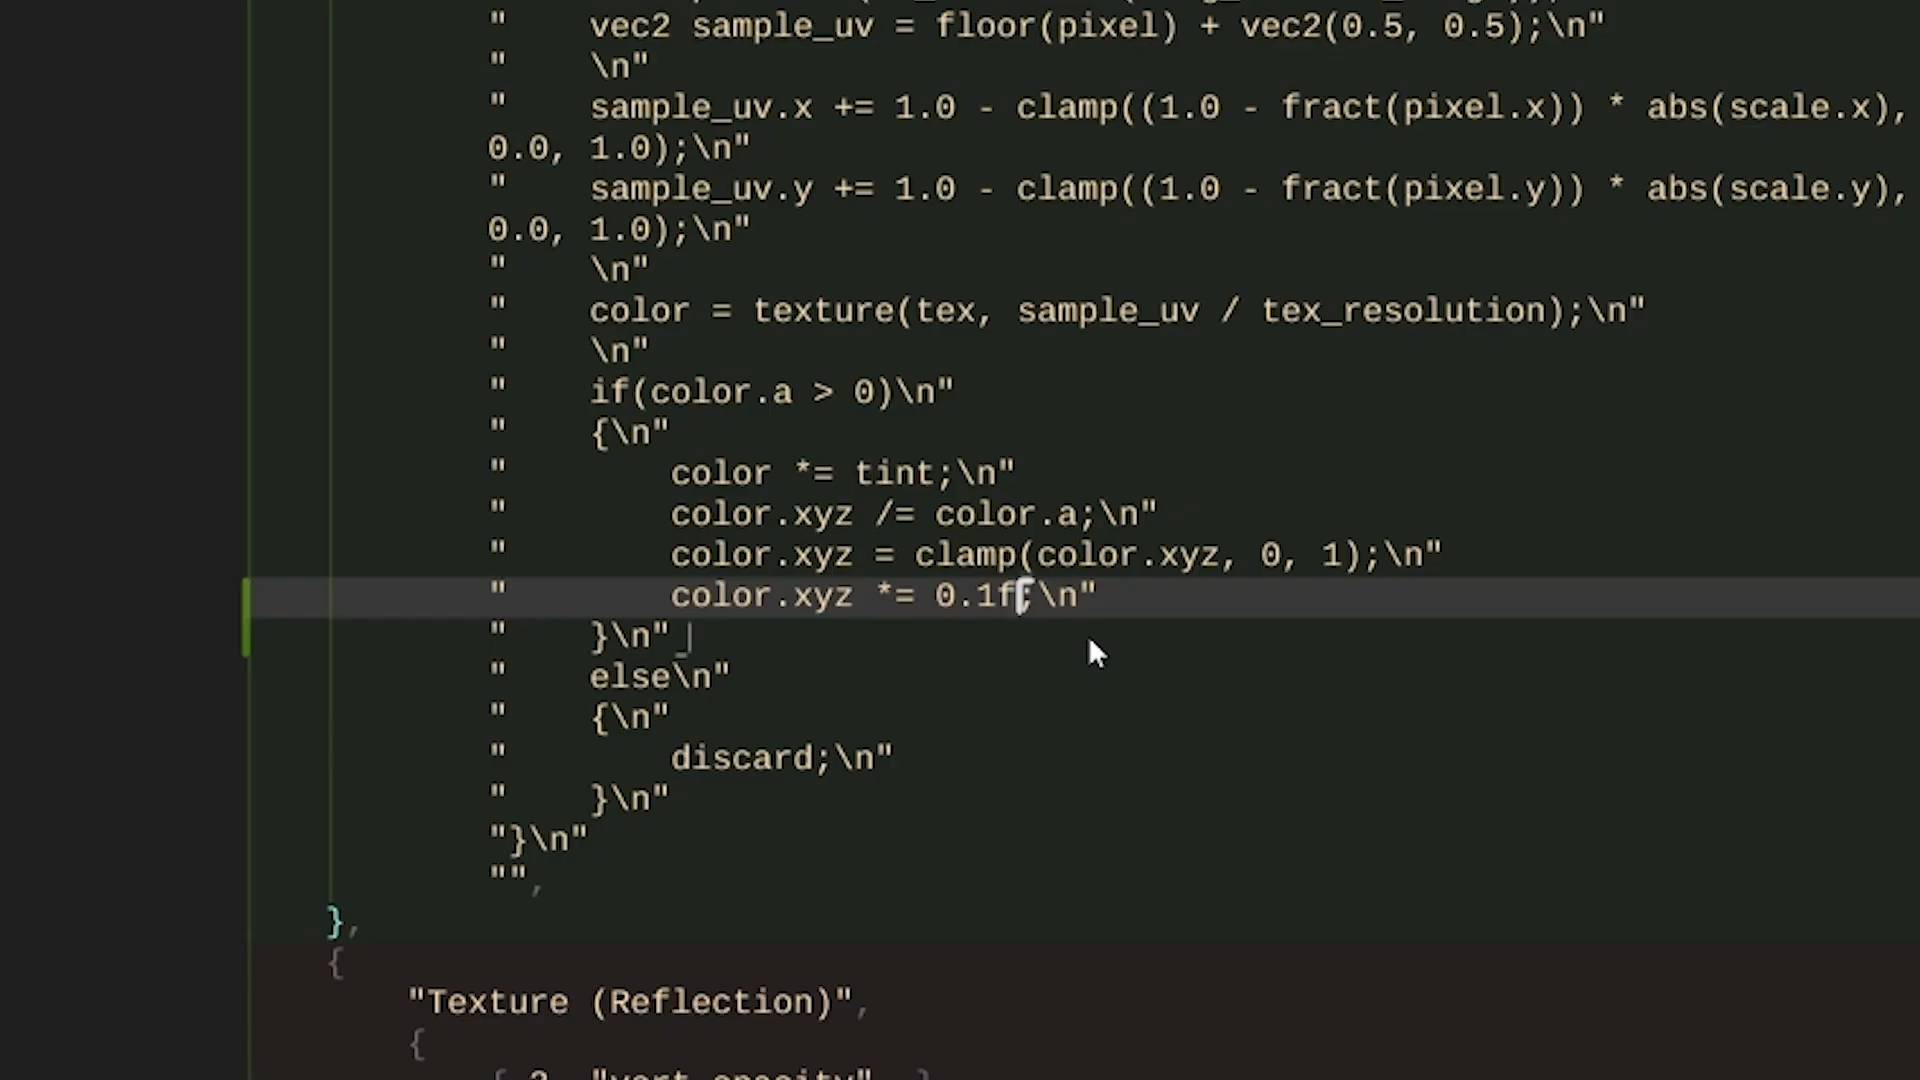 "    vec2 sample_uv = floor(pixel) + vec2(0.5, 0.5);\n"
"    \n"
"    sample_uv.x += 1.0 - clamp((1.0 - fract(pixel.x)) * abs(scale.x),
0.0, 1.0);\n"
"    sample_uv.y += 1.0 - clamp((1.0 - fract(pixel.y)) * abs(scale.y),
0.0, 1.0);\n"
"    \n"
"    color = texture(tex, sample_uv / tex_resolution);\n"
"    \n"
"    if(color.a > 0)\n"
"    {\n"
"        color *= tint;\n"
"        color.xyz /= color.a;\n"
"        color.xyz = clamp(color.xyz, 0, 1);\n"
"        color.xyz *= 0.1f;\n"
"    }\n"
"    else\n"
"    {\n"
"        discard;\n"
"    }\n"
"}\n"
"",
},
{
"Texture (Reflection)",
{